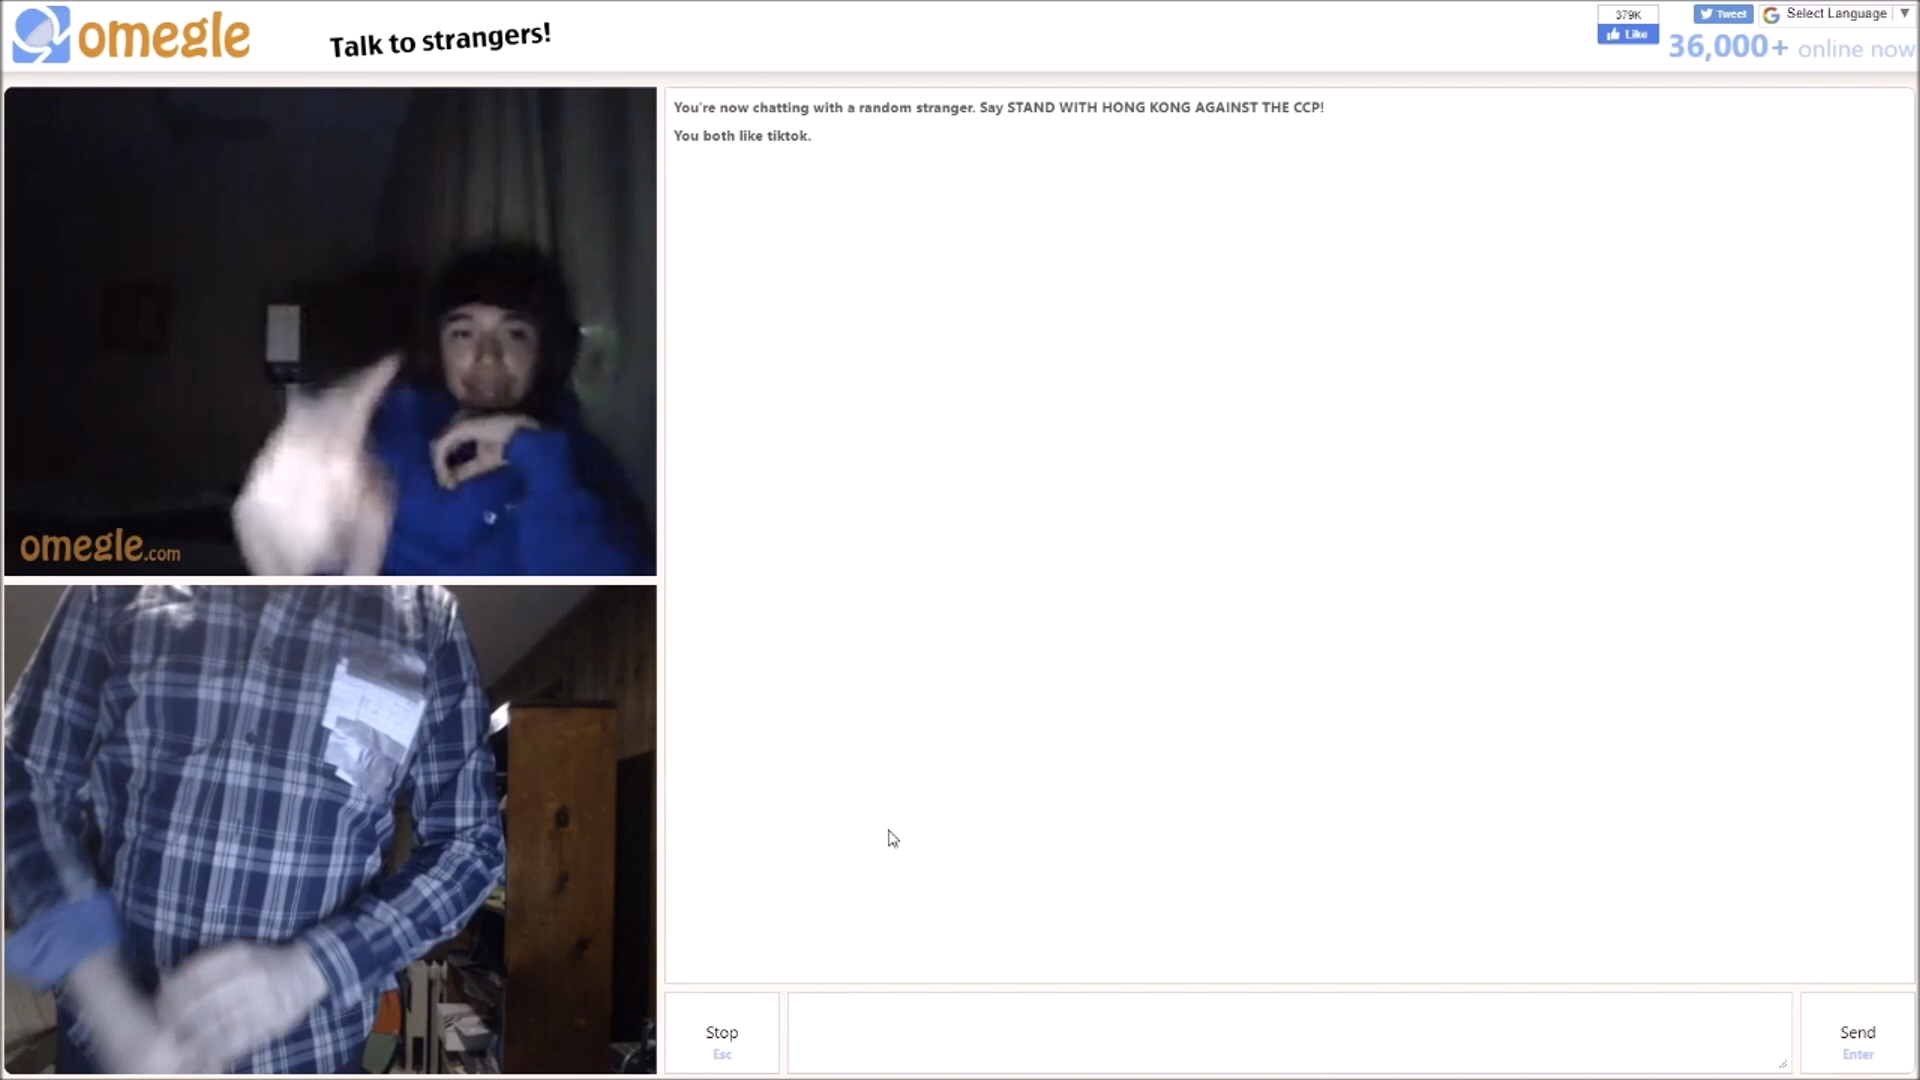 omegle
Talk to strangers!
379K
Like
Tweet
Select Language
36,000+ online now
You're now chatting with a random stranger. Say STAND WITH HONG KONG AGAINST THE CCP!
You both like tiktok.
omegle.com
Stop
Esc
Send
Enter